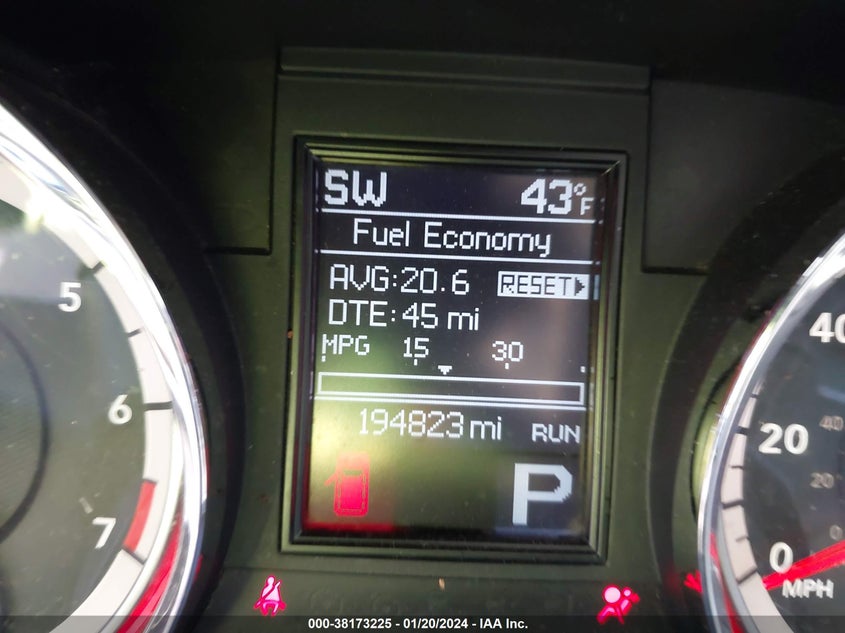 SW 43°F
Fuel Economy
AVG:20.6 RESET
DTE:45 mi
MPG 15 30
194823 mi RUN
P
5
6
7
40
20
0
MPH
40
20
0
000-38173225 - 01/20/2024 - IAA Inc.